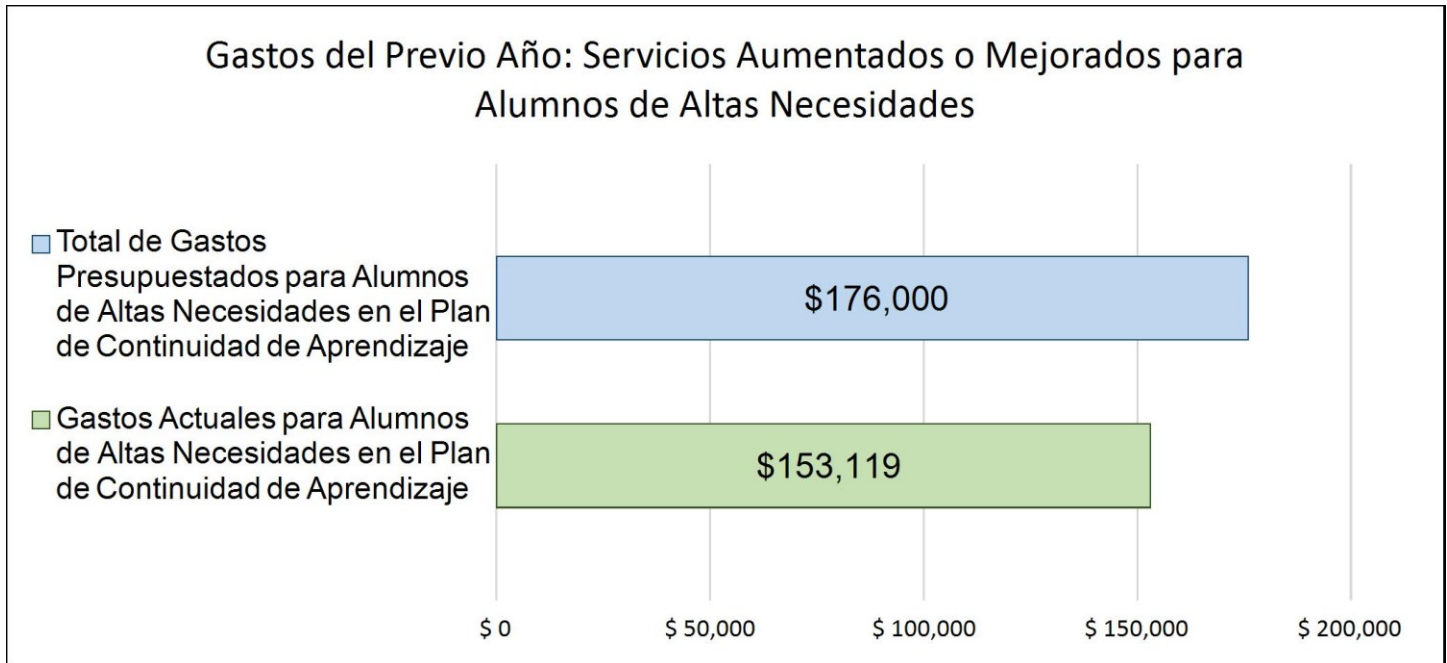 Gastos del Previo Año: Servicios Aumentados o Mejorados para
Alumnos de Altas Necesidades
Total de Gastos
Presupuestados para Alumnos
de Altas Necesidades en el Plan
de Continuidad de Aprendizaje
$176,000
Gastos Actuales para Alumnos
de Altas Necesidades en el Plan
de Continuidad de Aprendizaje
$153,119
$ 0
$ 50,000
$ 100,000
$ 150,000
$ 200,000